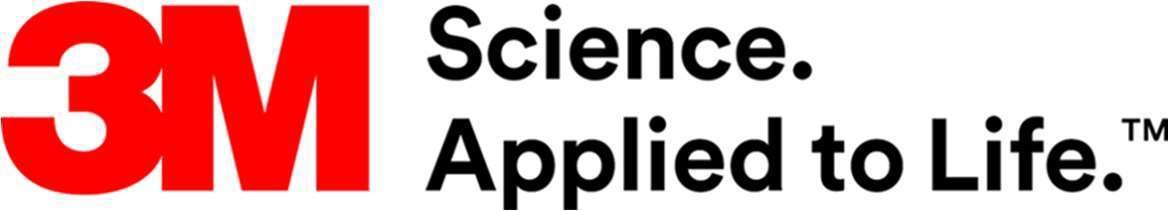 3M Science.
Applied to Life.™